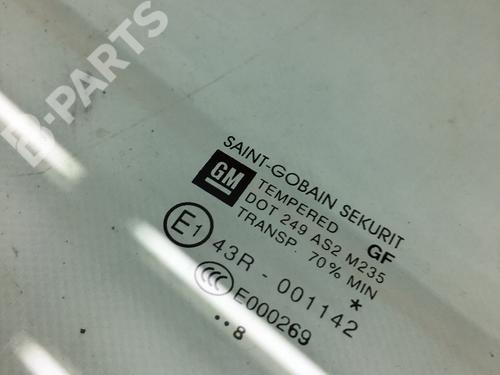 B-PARTS
SAINT-GOBAIN SEKURIT
GM
TEMPERED GF
DOT 249 AS2 M235
TRANSP. 70% MIN
E1
43R - 001142 *
CCC E000269
..8